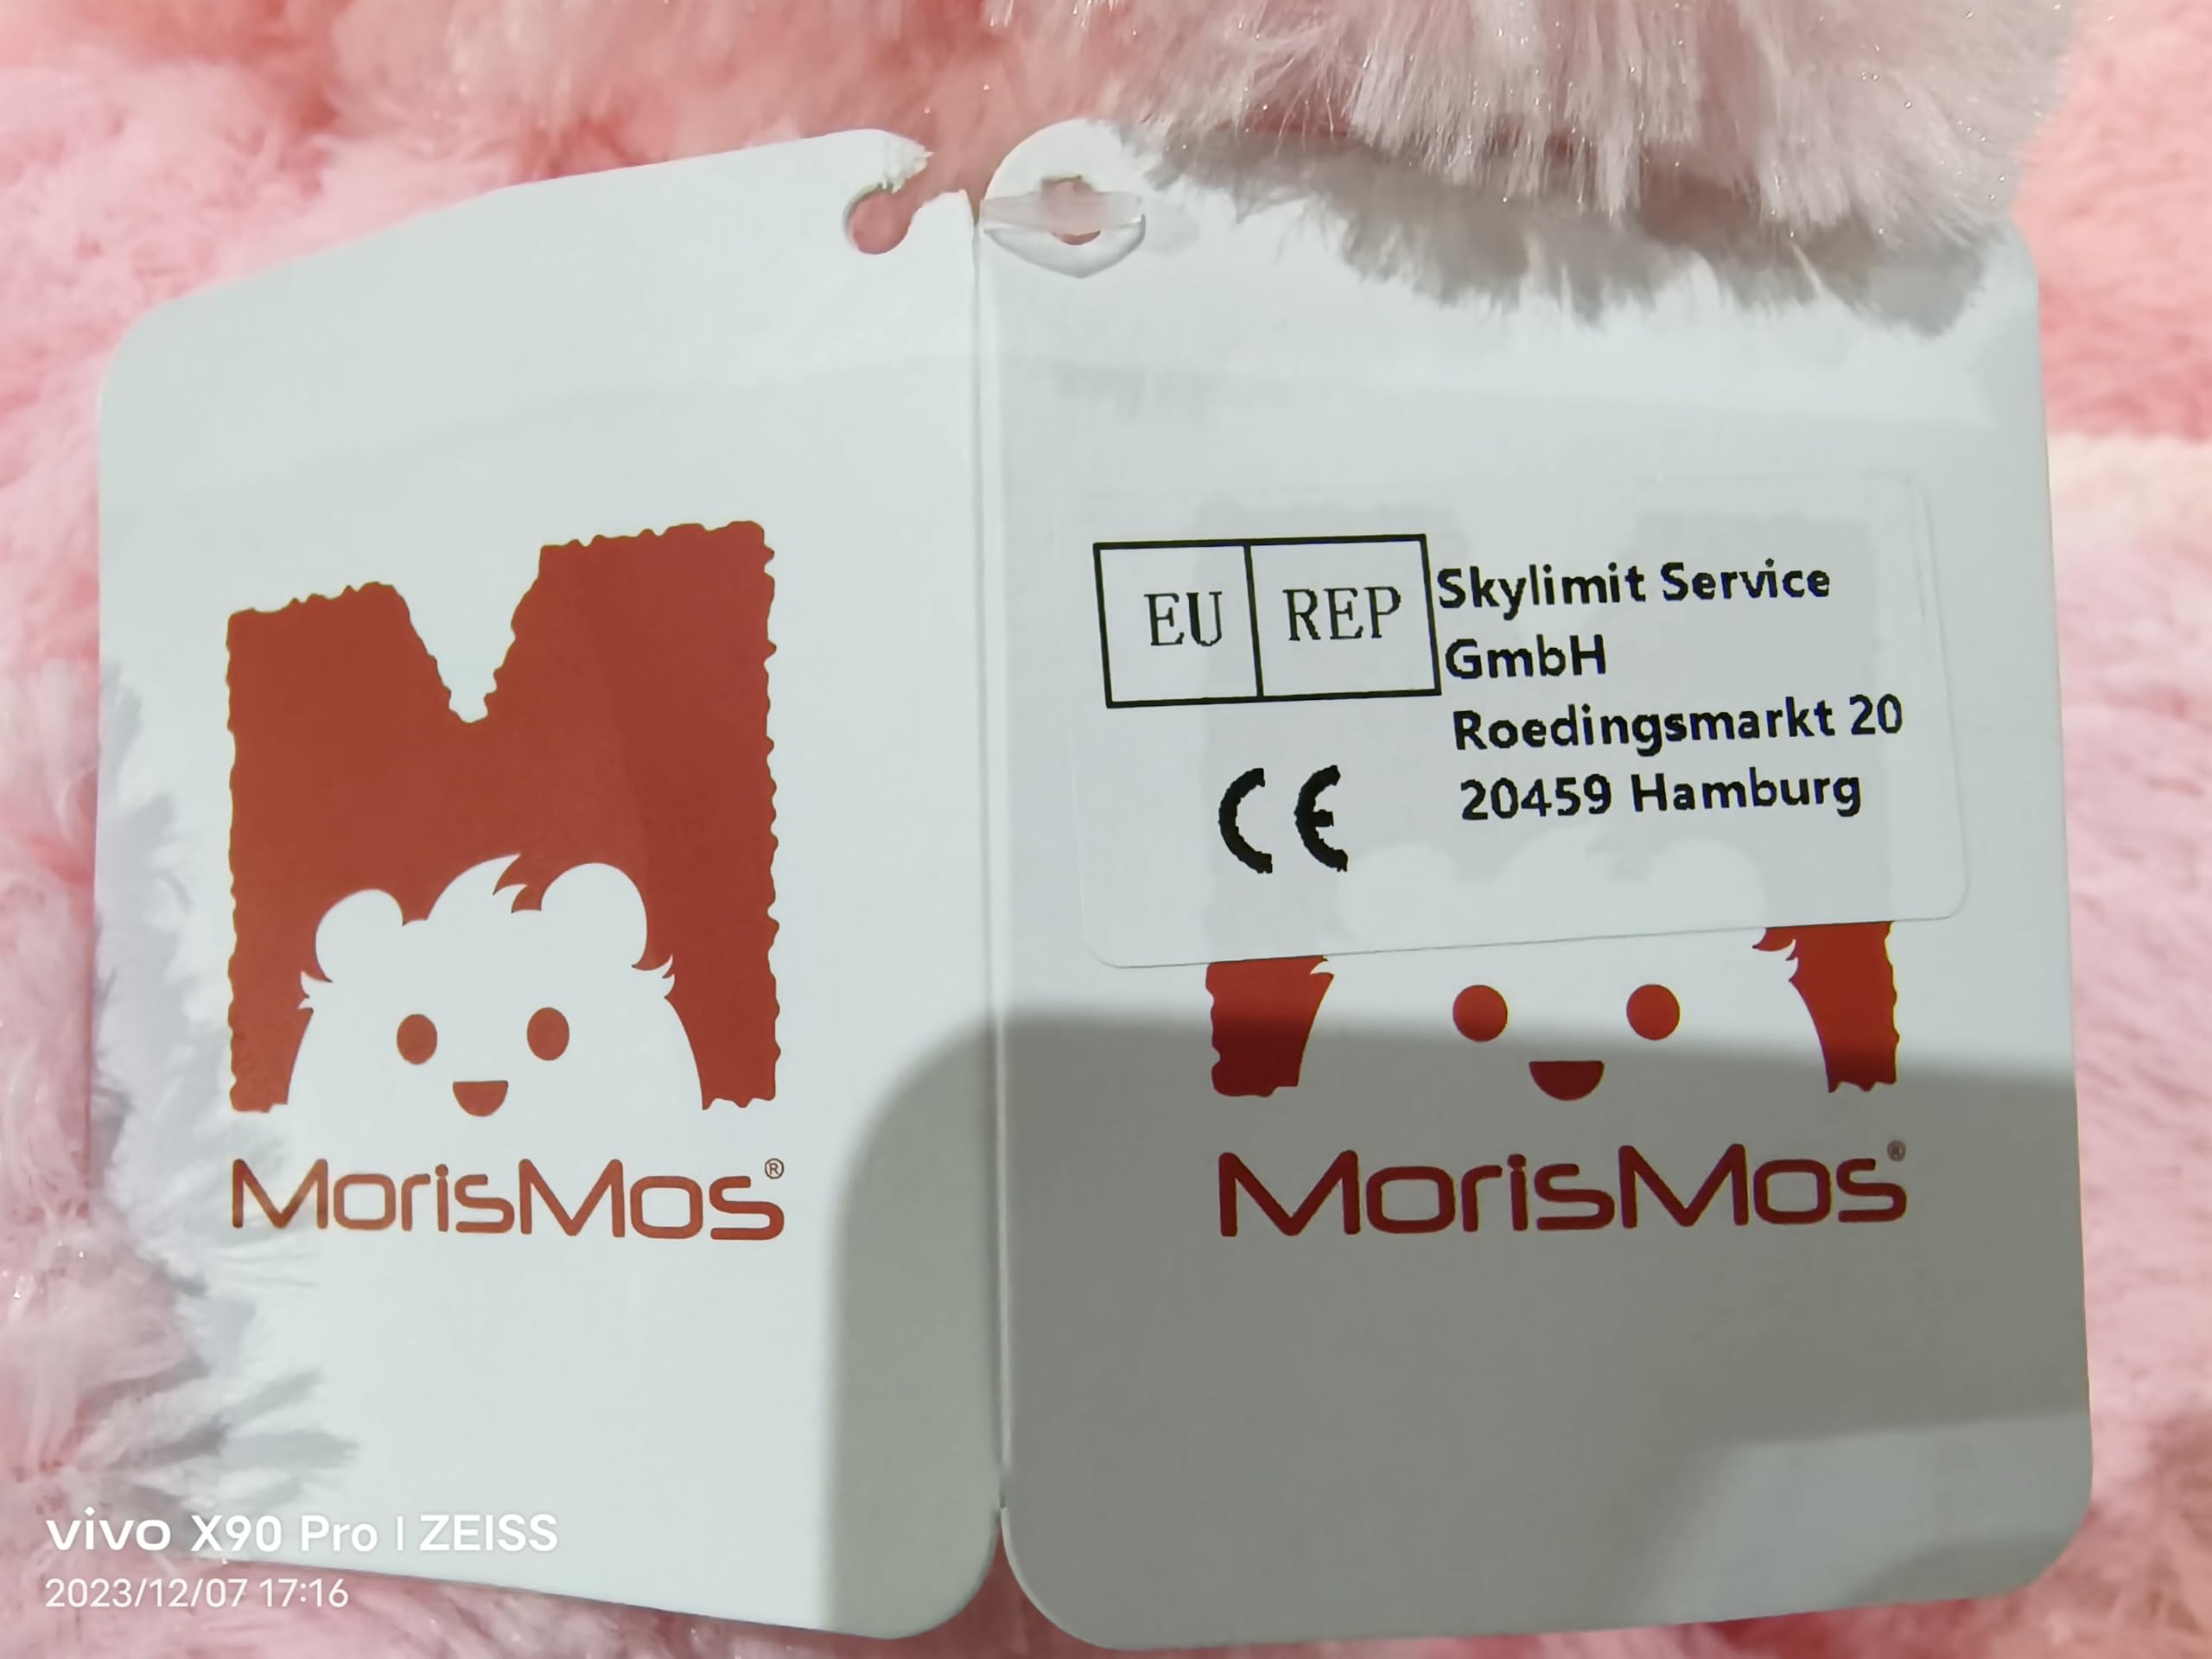 MorisMos®
EU REP
Skylimit Service
GmbH
Roedingsmarkt 20
20459 Hamburg
CE
MorisMos®
vivo X90 Pro | ZEISS
2023/12/07 17:16